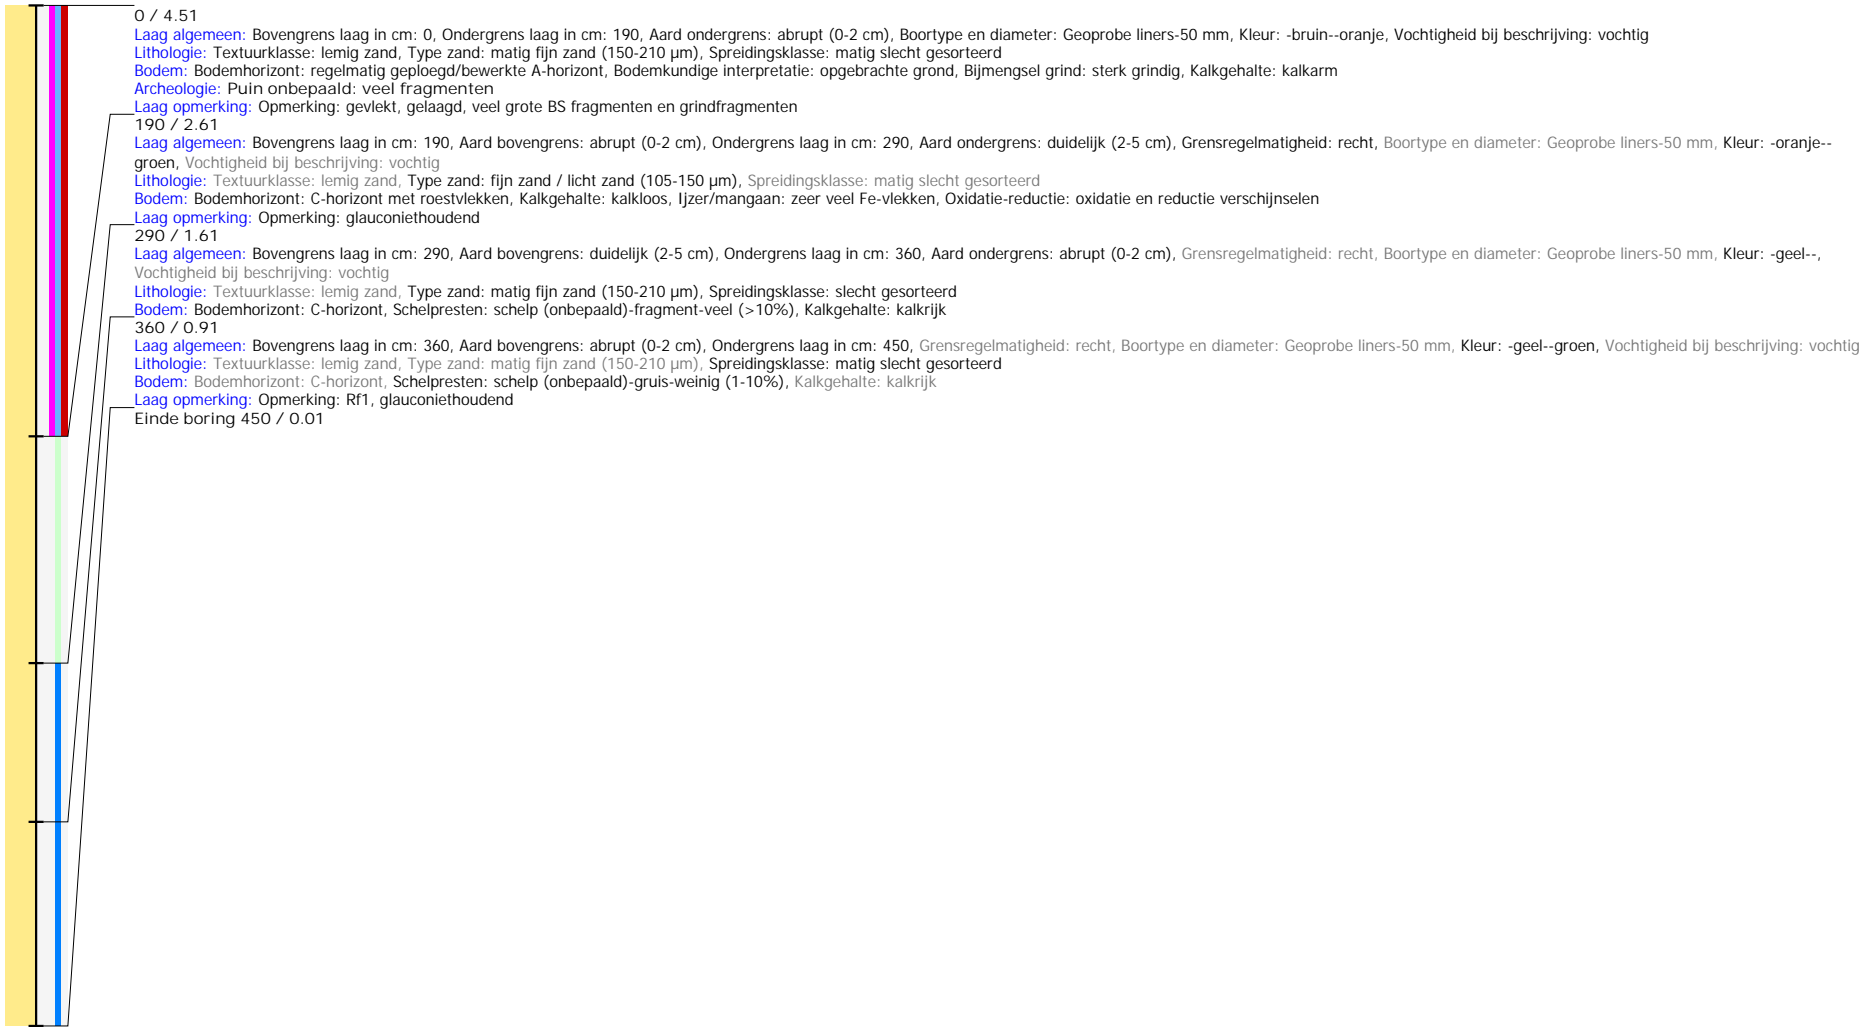 0 / 4.51
Laag algemeen: Bovengrens laag in cm: 0, Ondergrens laag in cm: 190, Aard ondergrens: abrupt (0-2 cm), Boortype en diameter: Geoprobe liners-50 mm, Kleur: -bruin--oranje, Vochtigheid bij beschrijving: vochtig
Lithologie: Textuurklasse: lemig zand, Type zand: matig fijn zand (150-210 µm), Spreidingsklasse: matig slecht gesorteerd
Bodem: Bodemhorizont: regelmatig geploegd/bewerkte A-horizont, Bodemkundige interpretatie: opgebrachte grond, Bijmengsel grind: sterk grindig, Kalkgehalte: kalkarm
Archeologie: Puin onbepaald: veel fragmenten
Laag opmerking: Opmerking: gevlekt, gelaagd, veel grote BS fragmenten en grindfragmenten
190 / 2.61
Laag algemeen: Bovengrens laag in cm: 190, Aard bovengrens: abrupt (0-2 cm), Ondergrens laag in cm: 290, Aard ondergrens: duidelijk (2-5 cm), Grensregelmatigheid: recht, Boortype en diameter: Geoprobe liners-50 mm, Kleur: -oranje--
groen, Vochtigheid bij beschrijving: vochtig
Lithologie: Textuurklasse: lemig zand, Type zand: fijn zand / licht zand (105-150 µm), Spreidingsklasse: matig slecht gesorteerd
Bodem: Bodemhorizont: C-horizont met roestvlekken, Kalkgehalte: kalkloos, Ijzer/mangaan: zeer veel Fe-vlekken, Oxidatie-reductie: oxidatie en reductie verschijnselen
Laag opmerking: Opmerking: glauconiethoudend
290 / 1.61
Laag algemeen: Bovengrens laag in cm: 290, Aard bovengrens: duidelijk (2-5 cm), Ondergrens laag in cm: 360, Aard ondergrens: abrupt (0-2 cm), Grensregelmatigheid: recht, Boortype en diameter: Geoprobe liners-50 mm, Kleur: -geel--,
Vochtigheid bij beschrijving: vochtig
Lithologie: Textuurklasse: lemig zand, Type zand: matig fijn zand (150-210 µm), Spreidingsklasse: slecht gesorteerd
Bodem: Bodemhorizont: C-horizont, Schelpresten: schelp (onbepaald)-fragment-veel (>10%), Kalkgehalte: kalkrijk
360 / 0.91
Laag algemeen: Bovengrens laag in cm: 360, Aard bovengrens: abrupt (0-2 cm), Ondergrens laag in cm: 450, Grensregelmatigheid: recht, Boortype en diameter: Geoprobe liners-50 mm, Kleur: -geel--groen, Vochtigheid bij beschrijving: vochtig
Lithologie: Textuurklasse: lemig zand, Type zand: matig fijn zand (150-210 µm), Spreidingsklasse: matig slecht gesorteerd
Bodem: Bodemhorizont: C-horizont, Schelpresten: schelp (onbepaald)-gruis-weinig (1-10%), Kalkgehalte: kalkrijk
Laag opmerking: Opmerking: Rf1, glauconiethoudend
Einde boring 450 / 0.01